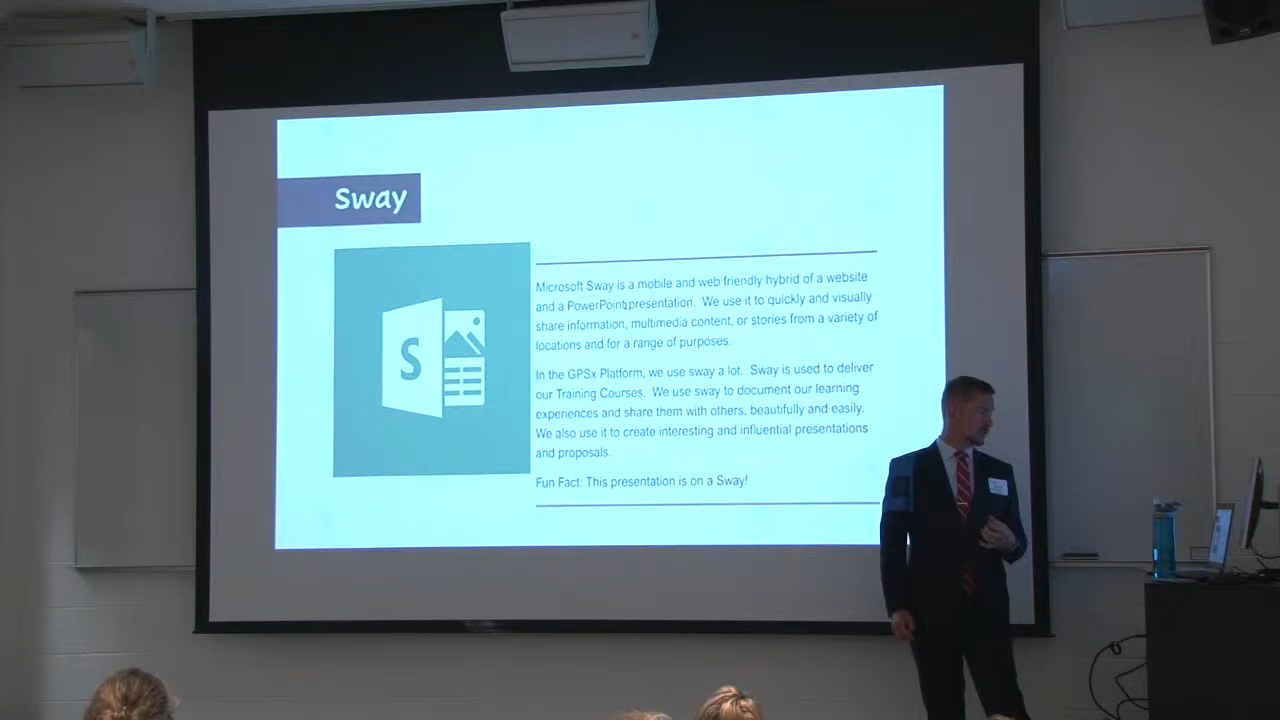 Sway
S
Microsoft Sway is a mobile and web friendly hybrid of a website
and a PowerPoint presentation. We use it to quickly and visually
share information, multimedia content, or stories from a variety of
locations and for a range of purposes.
In the GPSx Platform, we use sway a lot. Sway is used to deliver
our Training Courses. We use sway to document our learning
experiences and share them with others, beautifully and easily.
We also use it to create interesting and influential presentations
and proposals.
Fun Fact: This presentation is on a Sway!